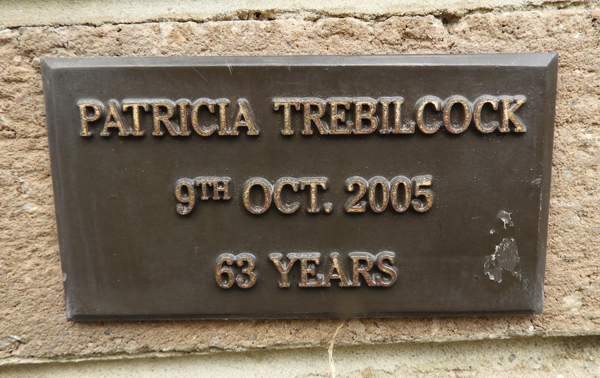 PATRICIA TREBILCOCK
9TH OCT. 2005
63 YEARS